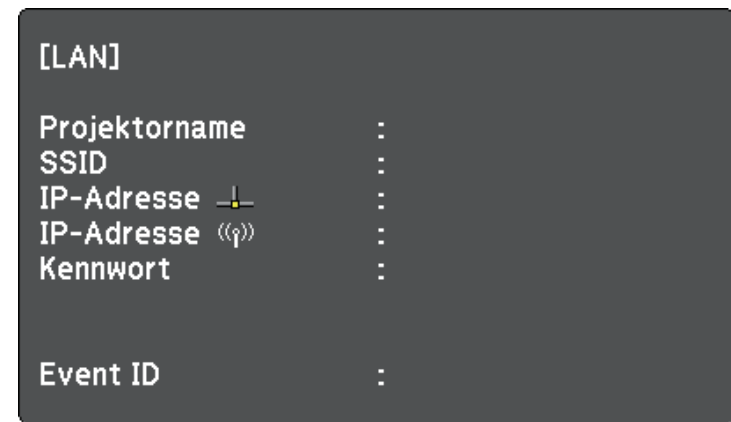 [LAN]
Projektorname :
SSID :
IP-Adresse :
IP-Adresse :
Kennwort :
Event ID :